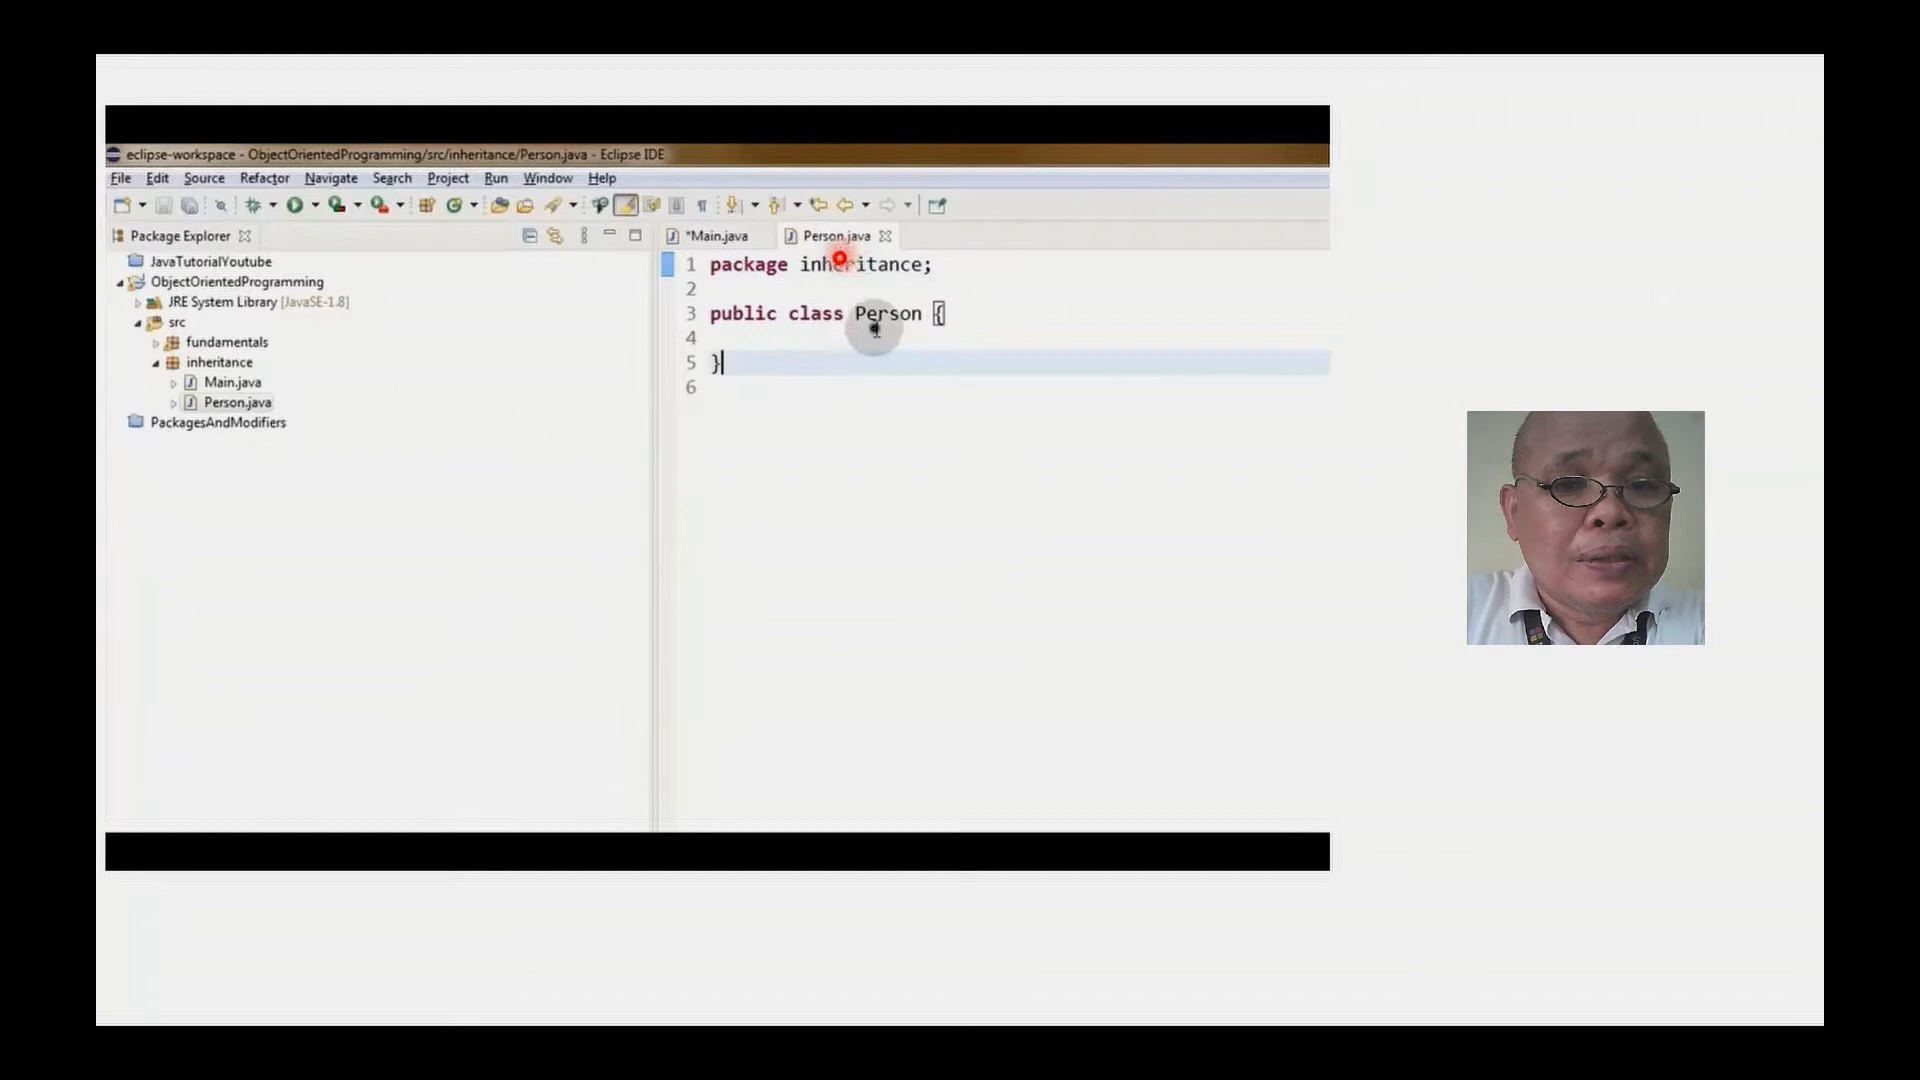 eclipse-workspace - ObjectOrientedProgramming/src/inheritance/Person.java - Eclipse IDE
File Edit Source Refactor Navigate Search Project Run Window Help
Package Explorer
*Main.java Person.java
JavaTutorialYoutube
ObjectOrientedProgramming
JRE System Library [JavaSE-1.8]
src
fundamentals
inheritance
Main.java
Person.java
PackagesAndModifiers
1 package inheritance;
2
3 public class Person {
4
5 }
6